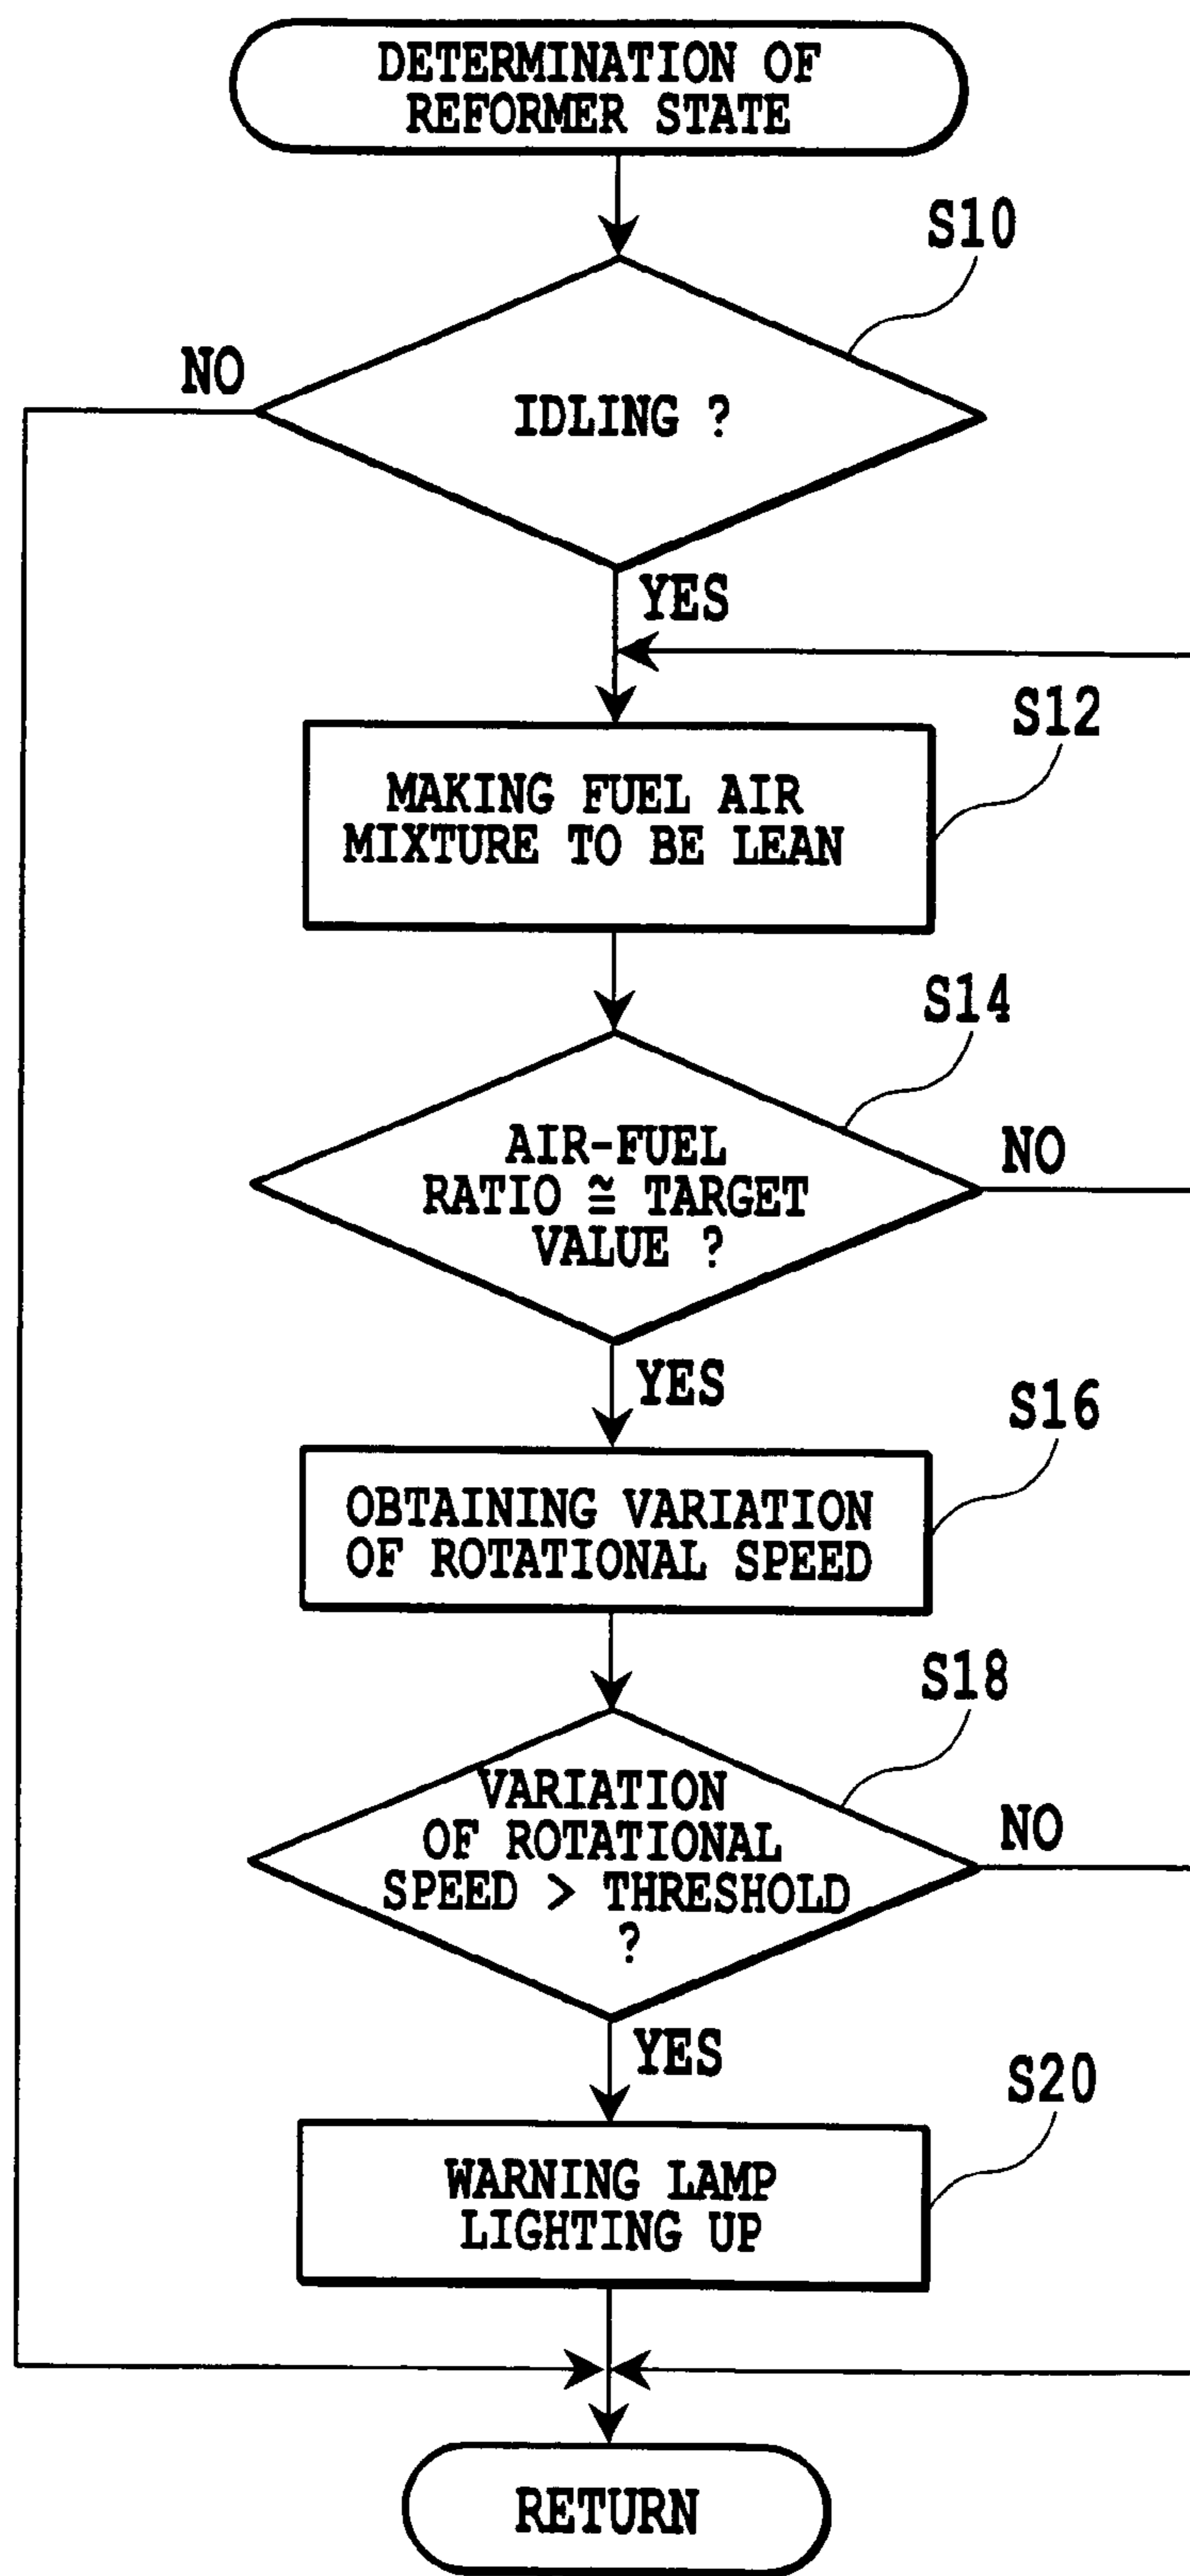 DETERMINATION OF
REFORMER STATE
S10
NO
IDLING ?
YES
S12
MAKING FUEL AIR
MIXTURE TO BE LEAN
S14
AIR-FUEL
RATIO ≅ TARGET
VALUE ?
NO
YES
S16
OBTAINING VARIATION
OF ROTATIONAL SPEED
S18
VARIATION
OF ROTATIONAL
SPEED > THRESHOLD
?
NO
YES
S20
WARNING LAMP
LIGHTING UP
RETURN